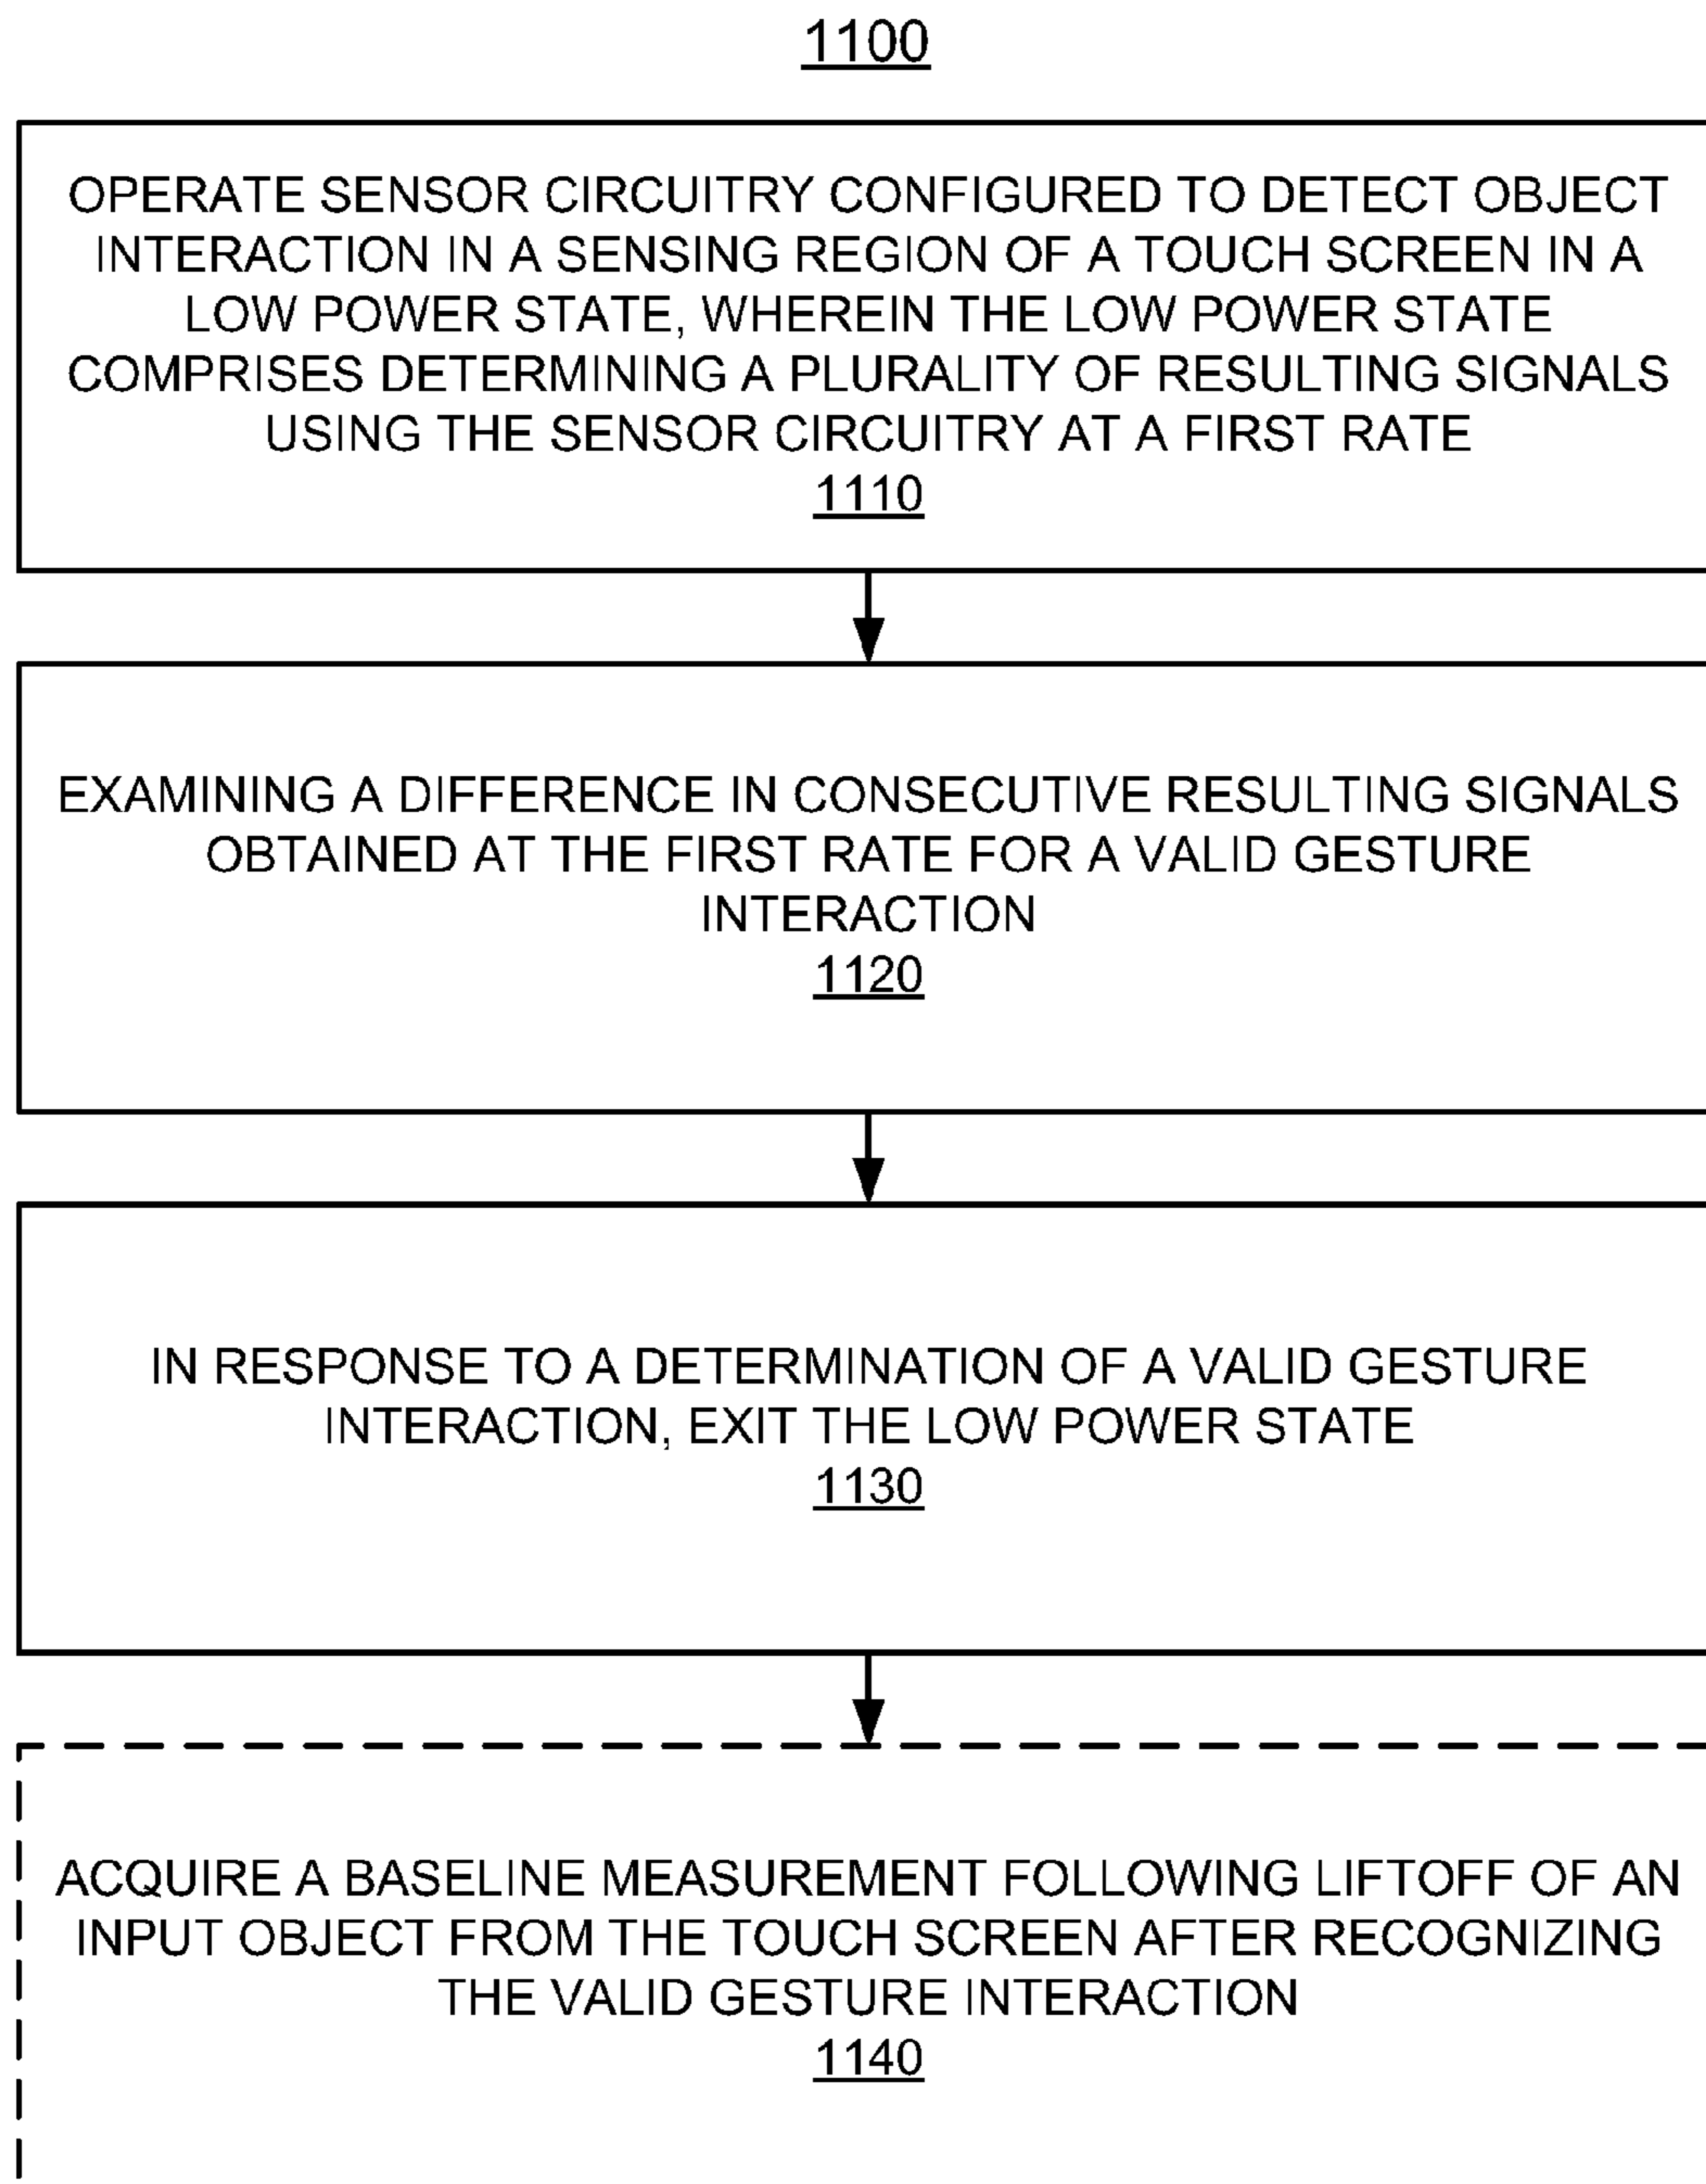 1100
OPERATE SENSOR CIRCUITRY CONFIGURED TO DETECT OBJECT
INTERACTION IN A SENSING REGION OF A TOUCH SCREEN IN A
LOW POWER STATE, WHEREIN THE LOW POWER STATE
COMPRISES DETERMINING A PLURALITY OF RESULTING SIGNALS
USING THE SENSOR CIRCUITRY AT A FIRST RATE
1110
EXAMINING A DIFFERENCE IN CONSECUTIVE RESULTING SIGNALS
OBTAINED AT THE FIRST RATE FOR A VALID GESTURE
INTERACTION
1120
IN RESPONSE TO A DETERMINATION OF A VALID GESTURE
INTERACTION, EXIT THE LOW POWER STATE
1130
ACQUIRE A BASELINE MEASUREMENT FOLLOWING LIFTOFF OF AN
INPUT OBJECT FROM THE TOUCH SCREEN AFTER RECOGNIZING
THE VALID GESTURE INTERACTION
1140